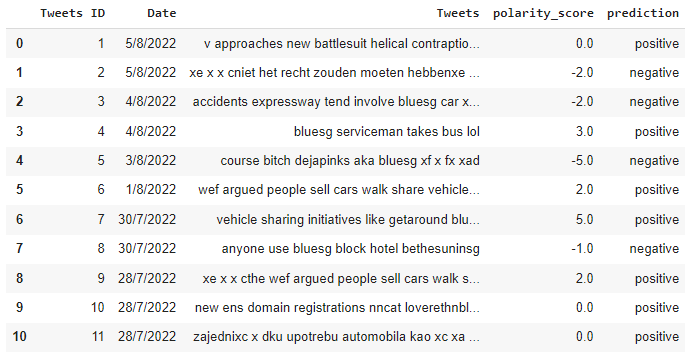 Tweets ID Date Tweets polarity_score prediction
0 1 5/8/2022 v approaches new battlesuit helical contraptio... 0.0 positive
1 2 5/8/2022 xe x x cniet het recht zouden moeten hebbenxe ... -2.0 negative
2 3 4/8/2022 accidents expressway tend involve bluesg car x... -2.0 negative
3 4 4/8/2022 bluesg serviceman takes bus lol 3.0 positive
4 5 3/8/2022 course bitch dejapinks aka bluesg xf x fx xad -5.0 negative
5 6 1/8/2022 wef argued people sell cars walk share vehicle... 2.0 positive
6 7 30/7/2022 vehicle sharing initiatives like getaround blu... 5.0 positive
7 8 30/7/2022 anyone use bluesg block hotel bethesuninsg -1.0 negative
8 9 28/7/2022 xe x x cthe wef argued people sell cars walk s... 2.0 positive
9 10 28/7/2022 new ens domain registrations nncat loverethnbl... 0.0 positive
10 11 28/7/2022 zajednixc x dku upotrebu automobila kao xc xa ... 0.0 positive